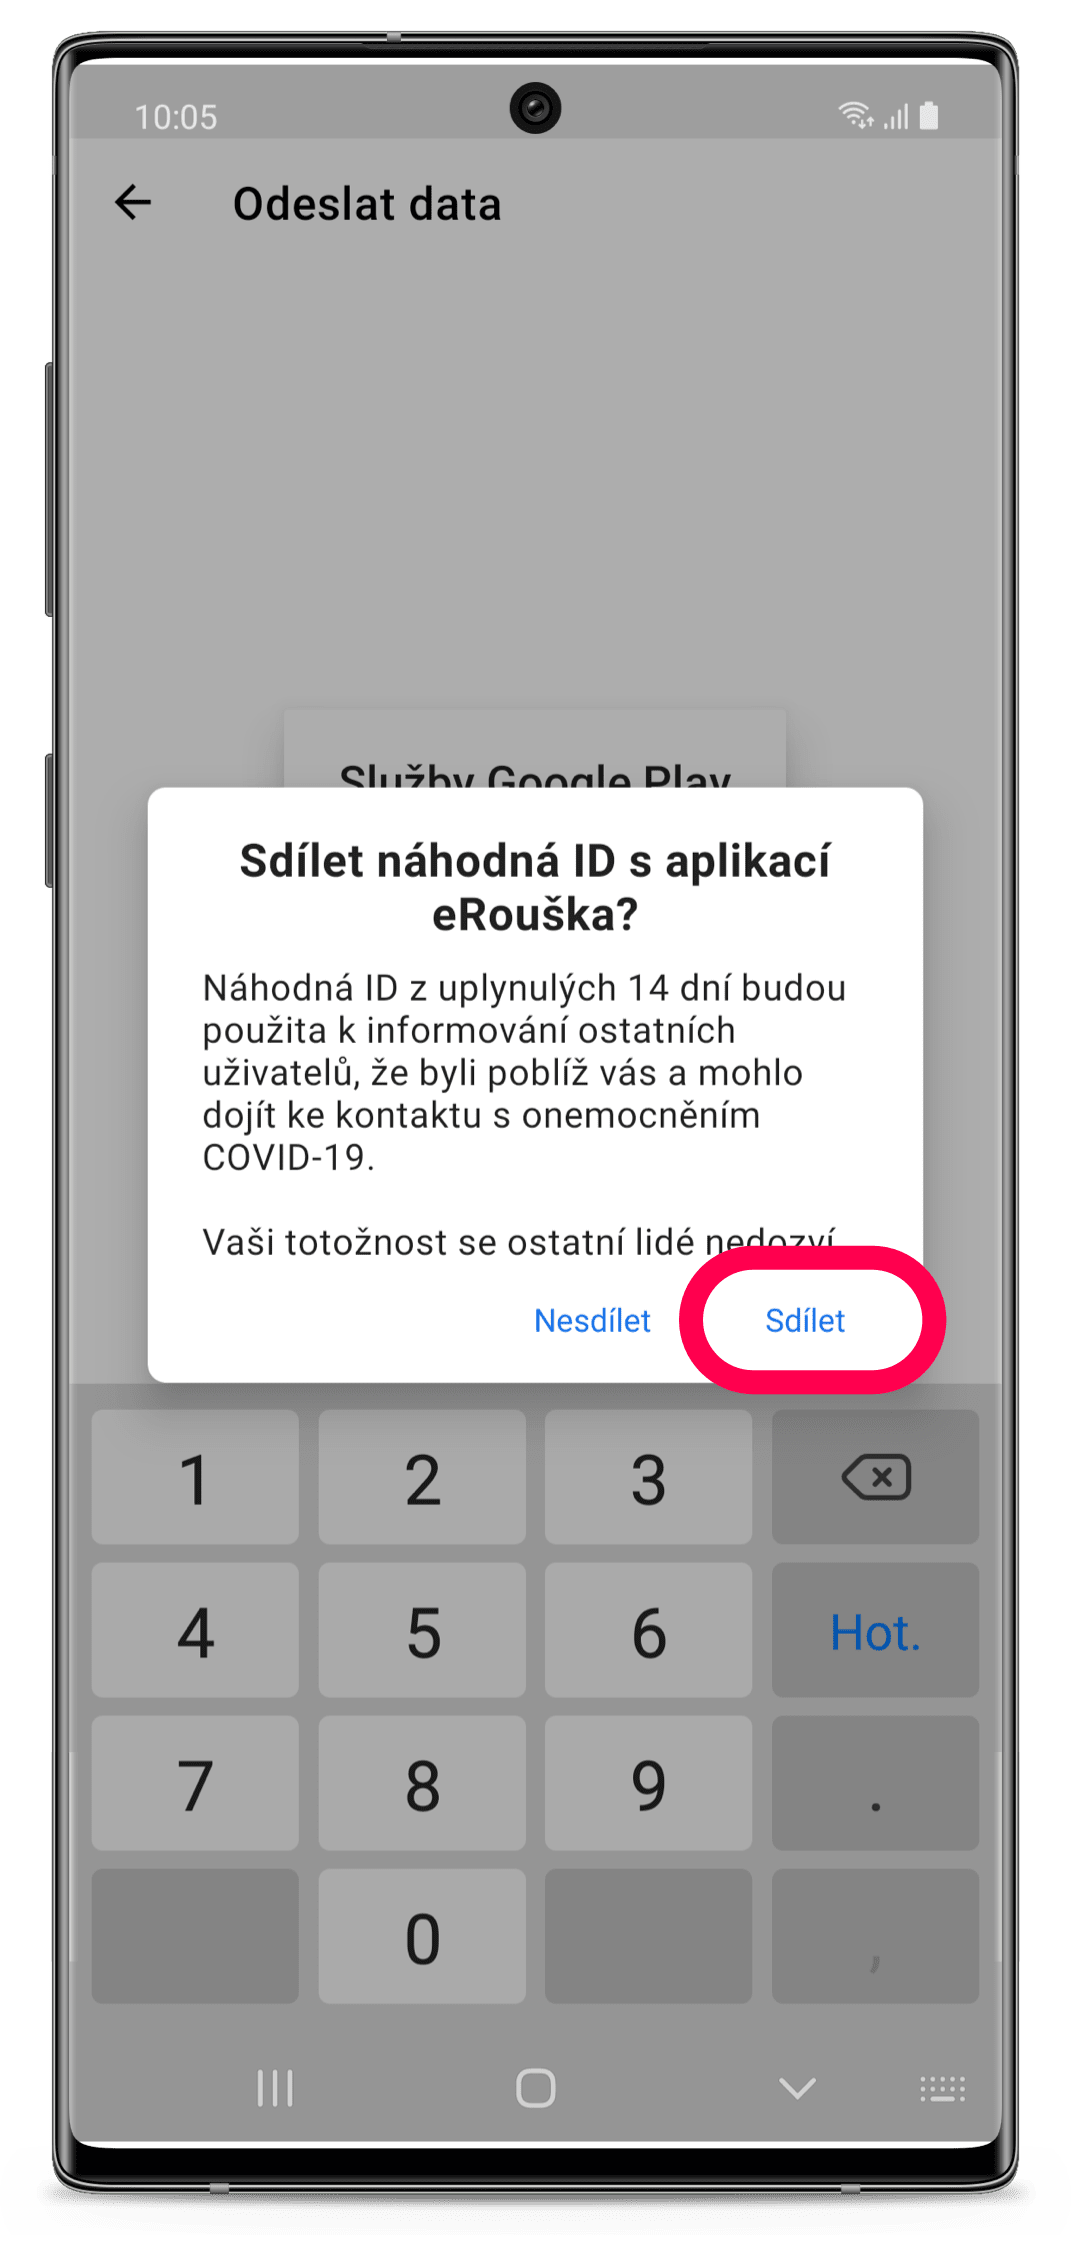 10:05
Odeslat data
Služby Google Play
Sdílet náhodná ID s aplikací
eRouška?
Náhodná ID z uplynulých 14 dní budou
použita k informování ostatních
uživatelů, že byli poblíž vás a mohlo
dojít ke kontaktu s onemocněním
COVID-19.
Vaši totožnost se ostatní lidé nedozví.
Nesdílet Sdílet
1 2 3
4 5 6 Hot.
7 8 9 .
0 ,